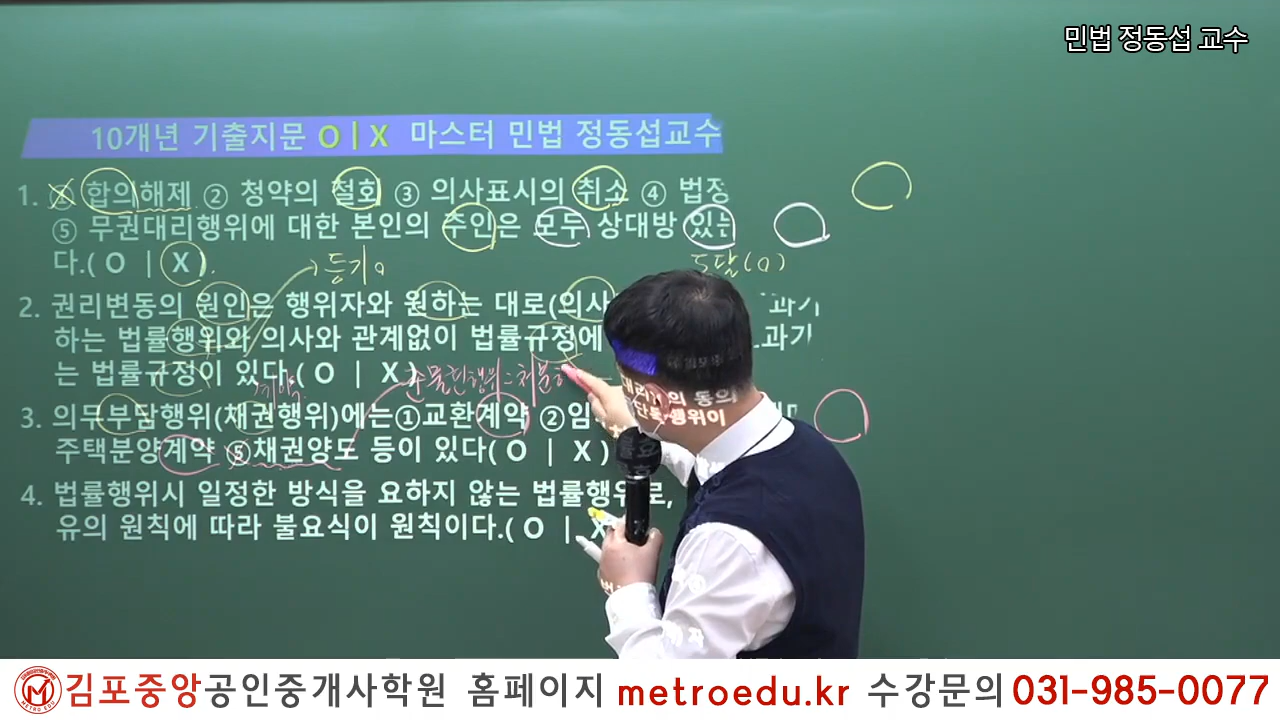 민법 정동섭 교수
10개년 기출지문 O | X 마스터 민법 정동섭교수
1. ① 합의해제 ② 청약의 철회 ③ 의사표시의 취소 ④ 법정
⑤ 무권대리행위에 대한 본인의 추인은 모두 상대방 있는
다.( O | X ).
등기
도달(O)
2. 권리변동의 원인은 행위자와 원하는 대로(의사
하는 법률행위와 의사와 관계없이 법률규정에
는 법률규정이 있다.( O | X )
계약
준물권행위=처분
3. 의무부담행위(채권행위)에는①교환계약 ②임
주택분양계약 ⑤채권양도 등이 있다( O | X )
4. 법률행위시 일정한 방식을 요하지 않는 법률행위로,
유의 원칙에 따라 불요식이 원칙이다.( O | X
김포중앙공인중개사학원 홈페이지 metroedu.kr 수강문의 031-985-0077
METRO EDU